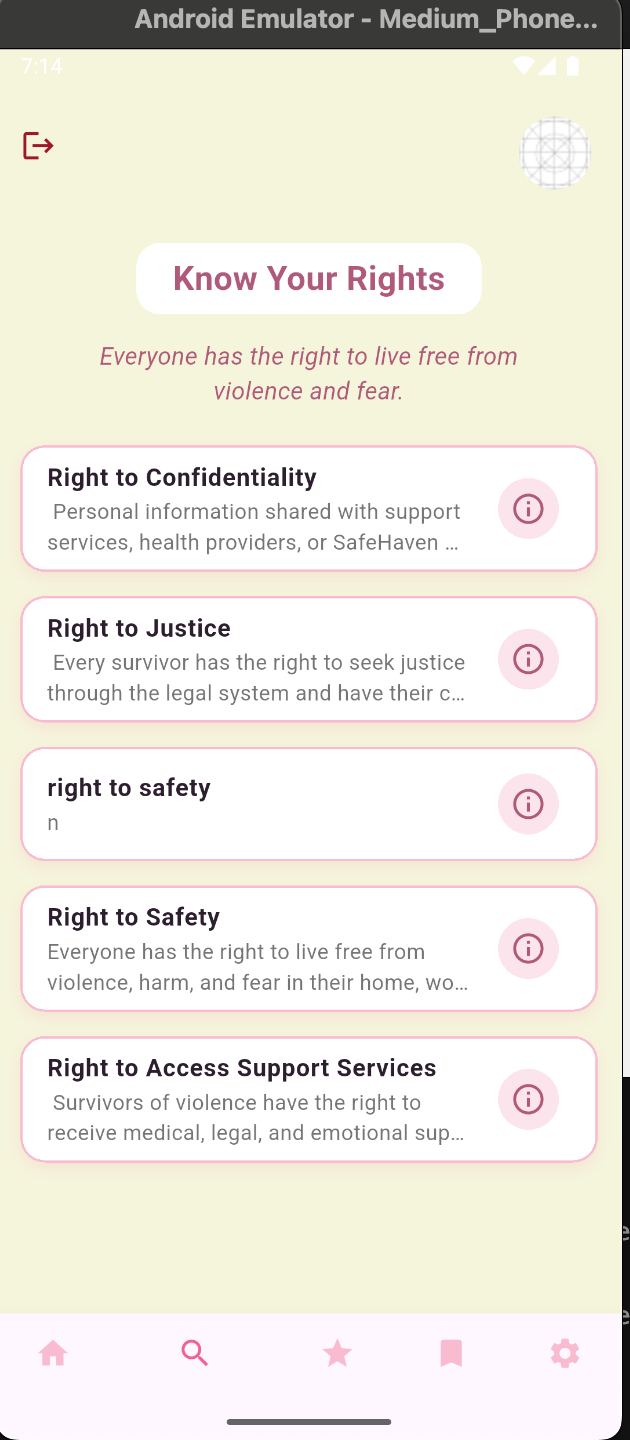 Android Emulator - Medium_Phone...
7:14
Know Your Rights
Everyone has the right to live free from
violence and fear.
Right to Confidentiality
Personal information shared with support
services, health providers, or SafeHaven ...
Right to Justice
Every survivor has the right to seek justice
through the legal system and have their c...
right to safety
n
Right to Safety
Everyone has the right to live free from
violence, harm, and fear in their home, wo...
Right to Access Support Services
Survivors of violence have the right to
receive medical, legal, and emotional sup...